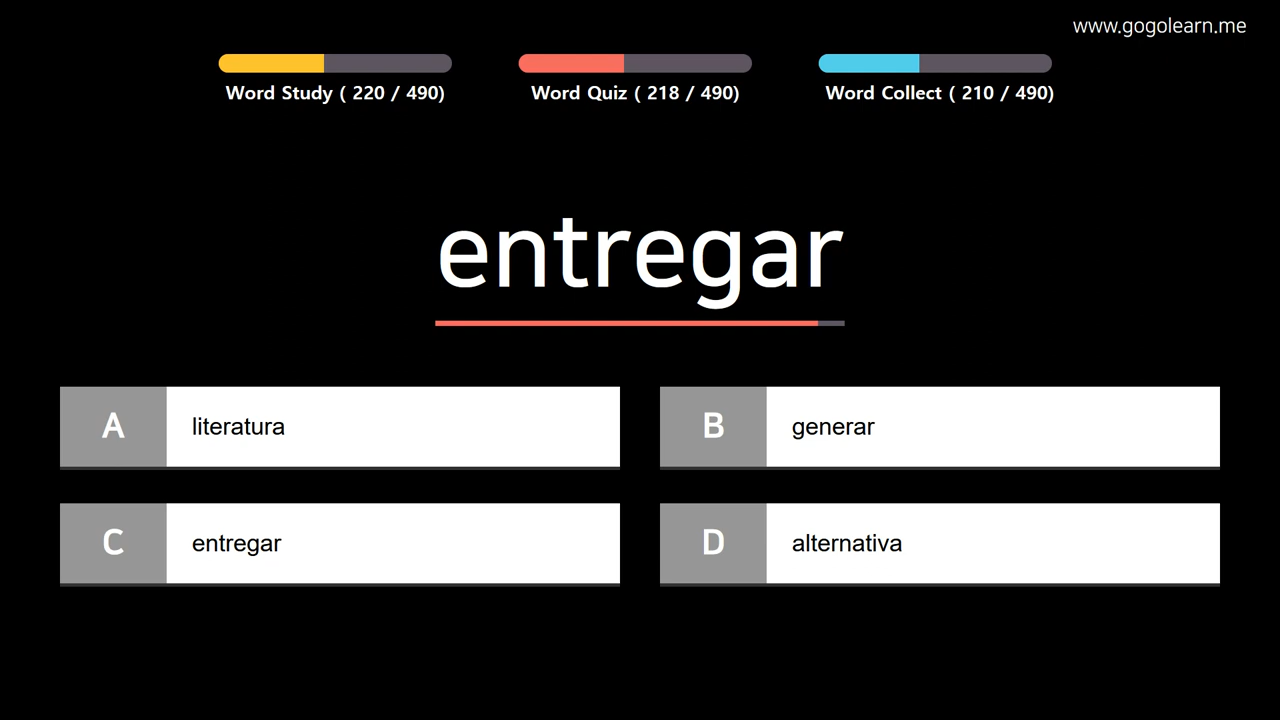 www.gogolearn.me
Word Study ( 220 / 490)
Word Quiz ( 218 / 490)
Word Collect ( 210 / 490)
entregar
A literatura
B generar
C entregar
D alternativa